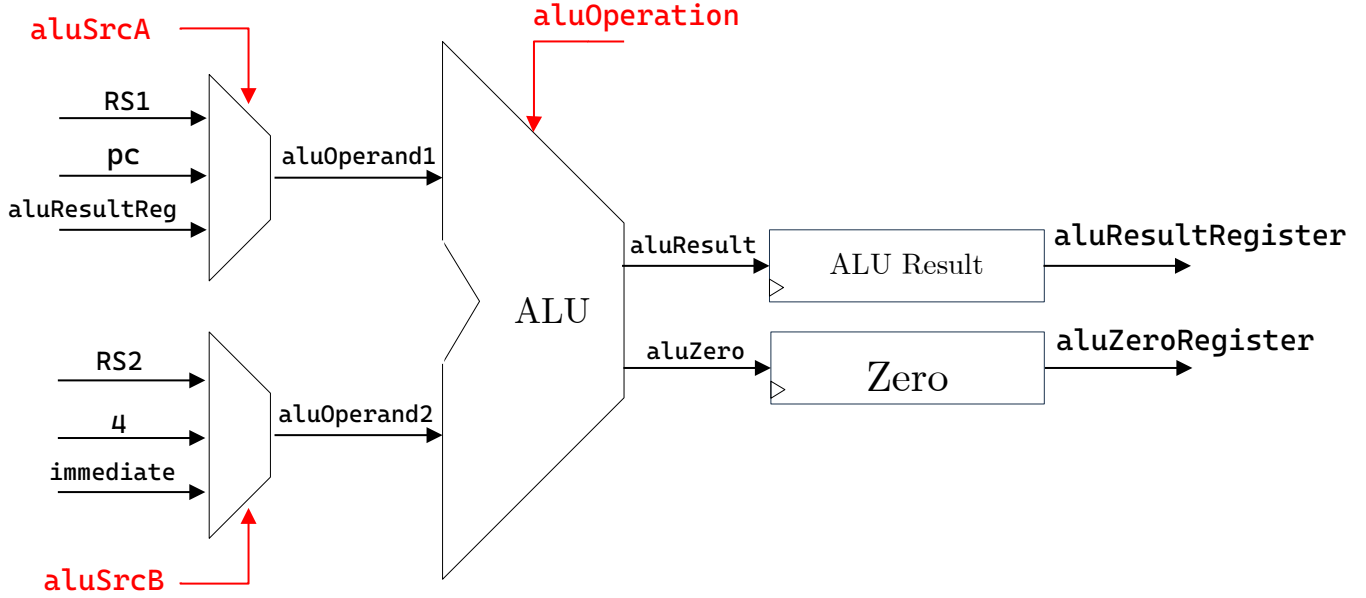 aluSrcA
aluOperation
RS1
pc
aluResultReg
aluOperand1
RS2
4
immediate
aluOperand2
aluSrcB
ALU
aluResult
ALU Result
aluResultRegister
aluZero
Zero
aluZeroRegister